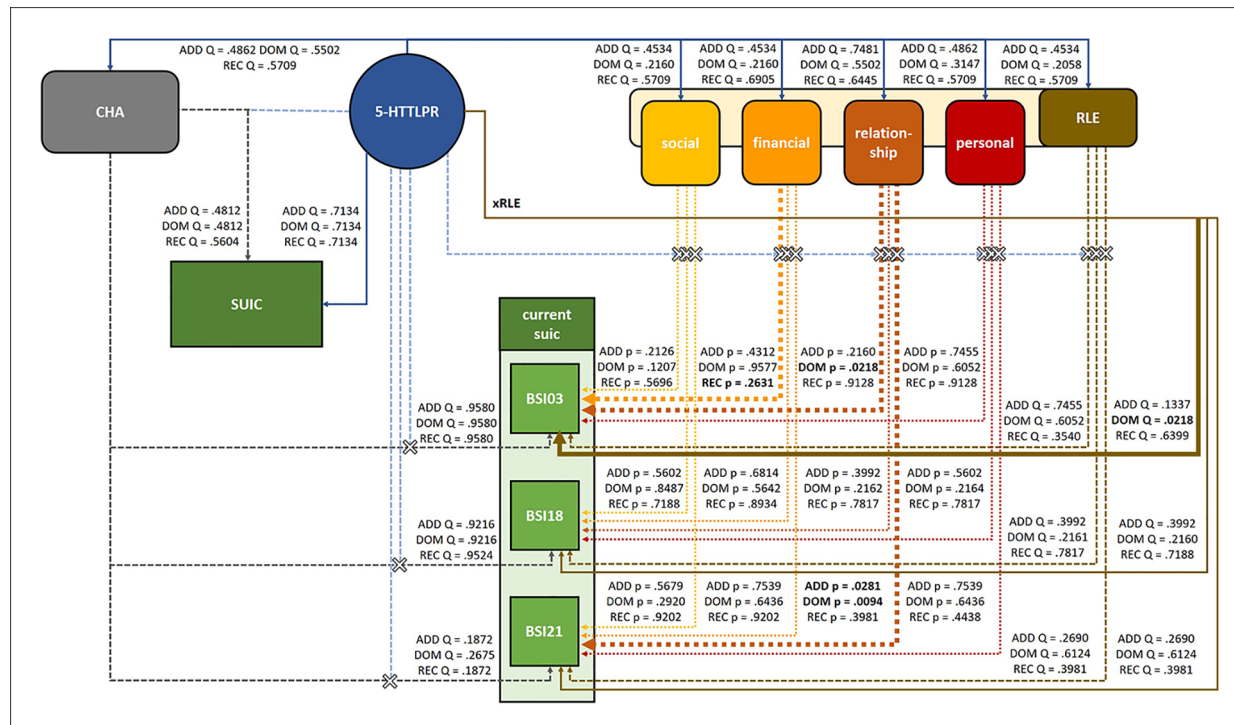 ADD Q = .4862 DOM Q = .5502
REC Q = .5709
ADD Q = .4534
DOM Q = .2160
REC Q = .5709
ADD Q = .4534
DOM Q = .2160
REC Q = .6905
ADD Q = .7481
DOM Q = .5502
REC Q = .6445
ADD Q = .4862
DOM Q = .3147
REC Q = .5709
ADD Q = .4534
DOM Q = .2058
REC Q = .5709
CHA
5-HTTLPR
social
financial
relation-
ship
personal
RLE
xRLE
ADD Q = .4812
DOM Q = .4812
REC Q = .5604
ADD Q = .7134
DOM Q = .7134
REC Q = .7134
SUIC
current
suic
ADD p = .2126
DOM p = .1207
REC p = .5696
ADD p = .4312
DOM p = .9577
REC p = .2631
ADD p = .2160
DOM p = .0218
REC p = .9128
ADD p = .7455
DOM p = .6052
REC p = .9128
BSI03
ADD Q = .9580
DOM Q = .9580
REC Q = .9580
ADD Q = .7455
DOM Q = .6052
REC Q = .3540
ADD Q = .1337
DOM Q = .0218
REC Q = .6399
ADD p = .5602
DOM p = .8487
REC p = .7188
ADD p = .6814
DOM p = .5642
REC p = .8934
ADD p = .3992
DOM p = .2162
REC p = .7817
ADD p = .5602
DOM p = .2164
REC p = .7817
BSI18
ADD Q = .9216
DOM Q = .9216
REC Q = .9524
ADD Q = .3992
DOM Q = .2161
REC Q = .7817
ADD Q = .3992
DOM Q = .2160
REC Q = .7188
ADD p = .5679
DOM p = .2920
REC p = .9202
ADD p = .7539
DOM p = .6436
REC p = .9202
ADD p = .0281
DOM p = .0094
REC p = .3981
ADD p = .7539
DOM p = .6436
REC p = .4438
BSI21
ADD Q = .1872
DOM Q = .2675
REC Q = .1872
ADD Q = .2690
DOM Q = .6124
REC Q = .3981
ADD Q = .2690
DOM Q = .6124
REC Q = .3981